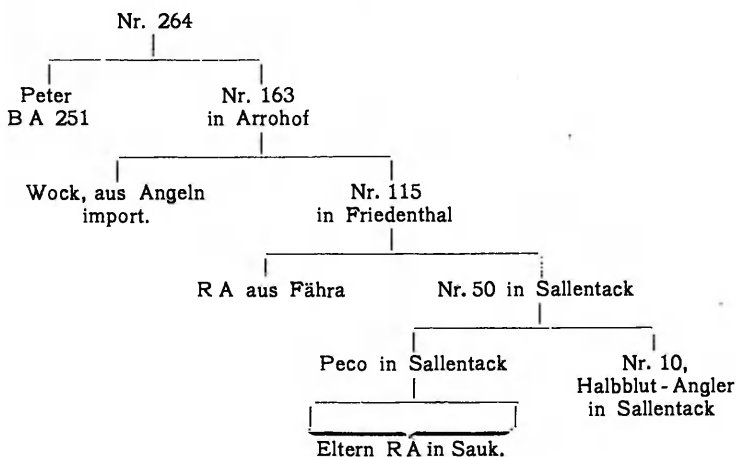 Nr. 264
Peter
B A 251
Nr. 163
in Arrohof
Wock, aus Angeln
import.
Nr. 115
in Friedenthal
R A aus Fähra
Nr. 50 in Sallentack
Peco in Sallentack
Nr. 10,
Halbblut-Angler
in Sallentack
Eltern R A in Sauk.